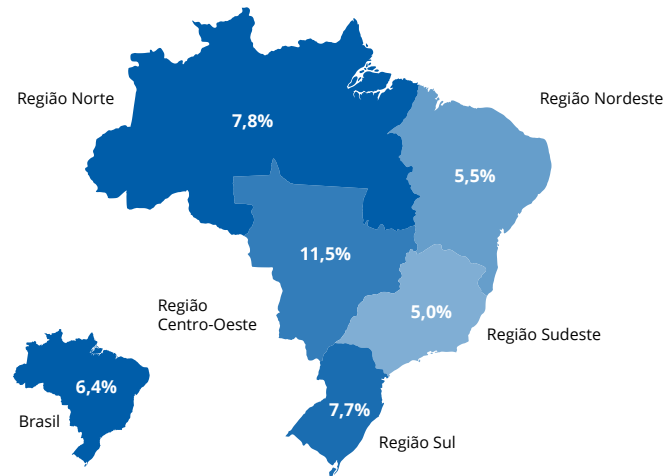 Região Norte
7,8%
Região Nordeste
5,5%
11,5%
Região
Centro-Oeste
5,0%
Região Sudeste
6,4%
Brasil
7,7%
Região Sul